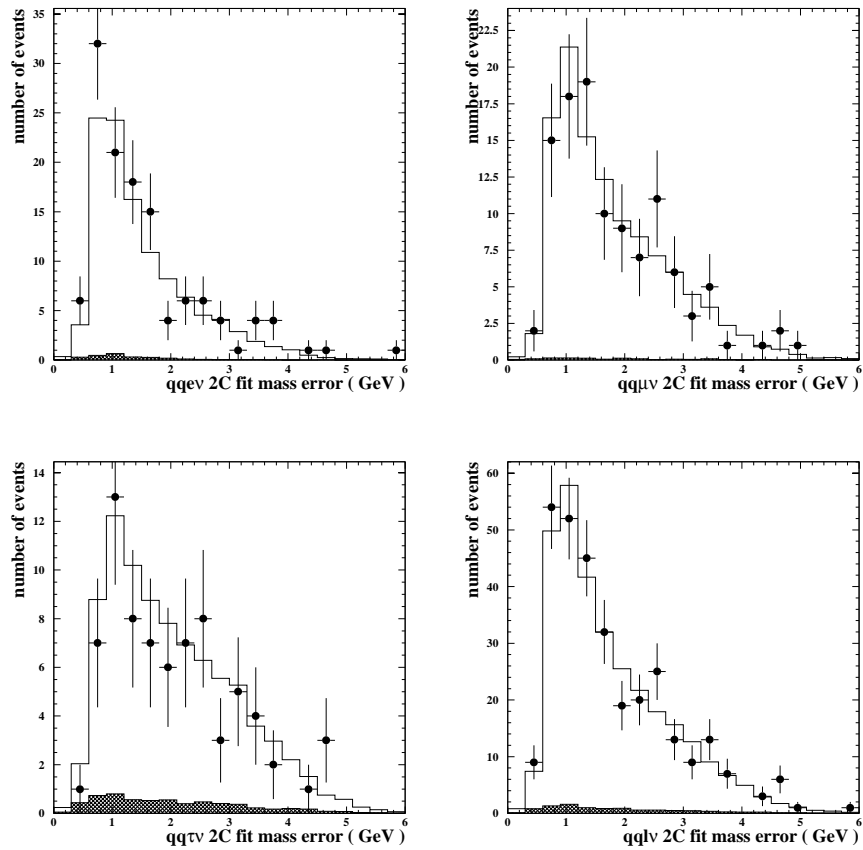 number of events
35
30
25
20
15
10
5
0
0 1 2 3 4 5 6
qqeν 2C fit mass error ( GeV )
number of events
22.5
20
17.5
15
12.5
10
7.5
5
2.5
0
0 1 2 3 4 5 6
qqμν 2C fit mass error ( GeV )
number of events
14
12
10
8
6
4
2
0
0 1 2 3 4 5 6
qqτν 2C fit mass error ( GeV )
number of events
60
50
40
30
20
10
0
0 1 2 3 4 5 6
qqlν 2C fit mass error ( GeV )